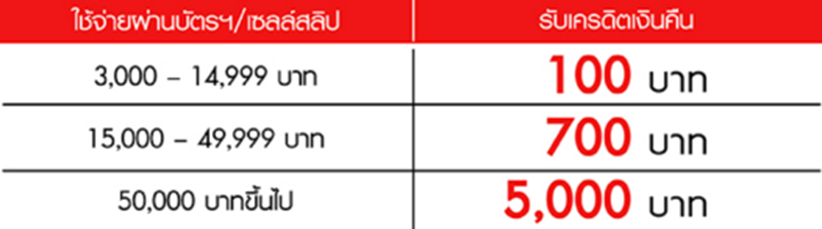 ใช้จ่ายผ่านบัตรฯ/เซลล์สลิป รับเครดิตเงินคืน
3,000 – 14,999 บาท 100 บาท
15,000 – 49,999 บาท 700 บาท
50,000 บาทขึ้นไป 5,000 บาท